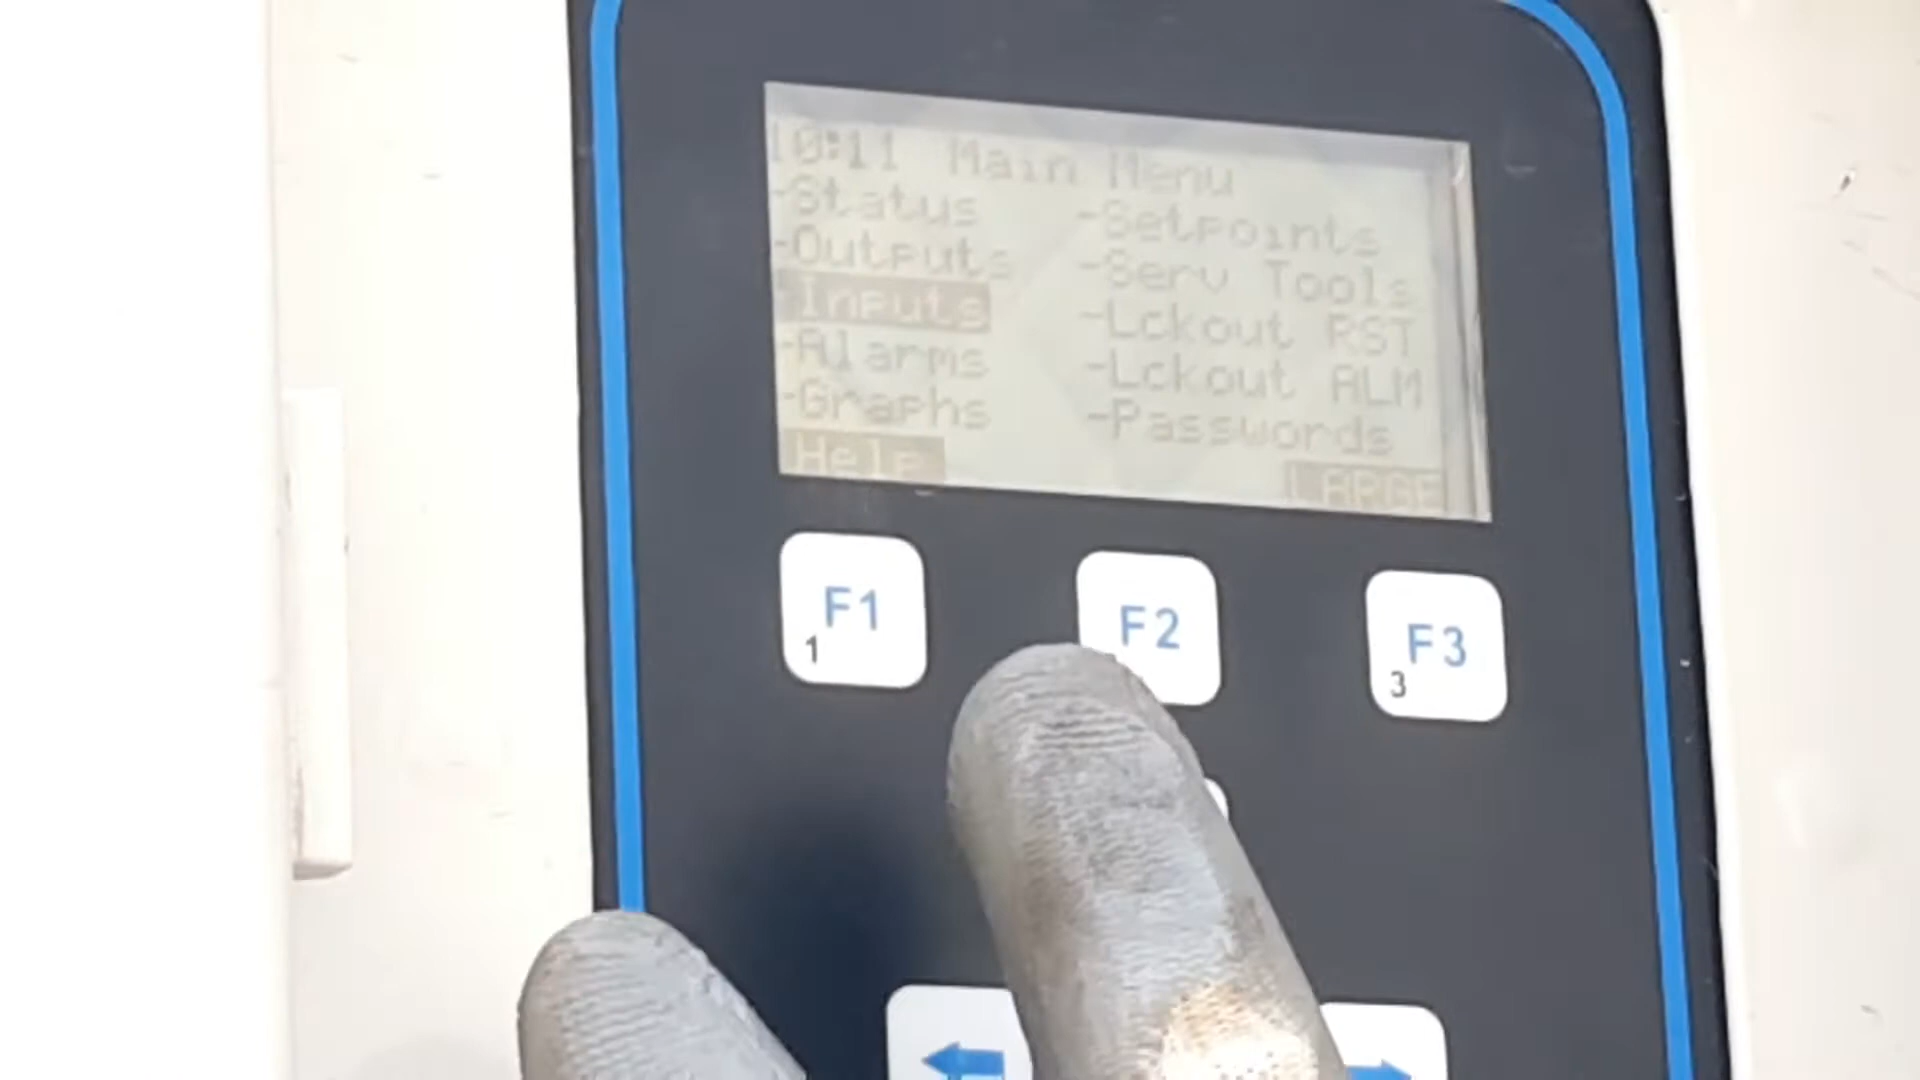 10:11 Main Menu
-Status -Setpoints
-Outputs -Serv Tools
-Inputs -Lckout RST
-Alarms -Lckout ALM
-Graphs -Passwords
Help LARGE
F1 F2 F3
1 3